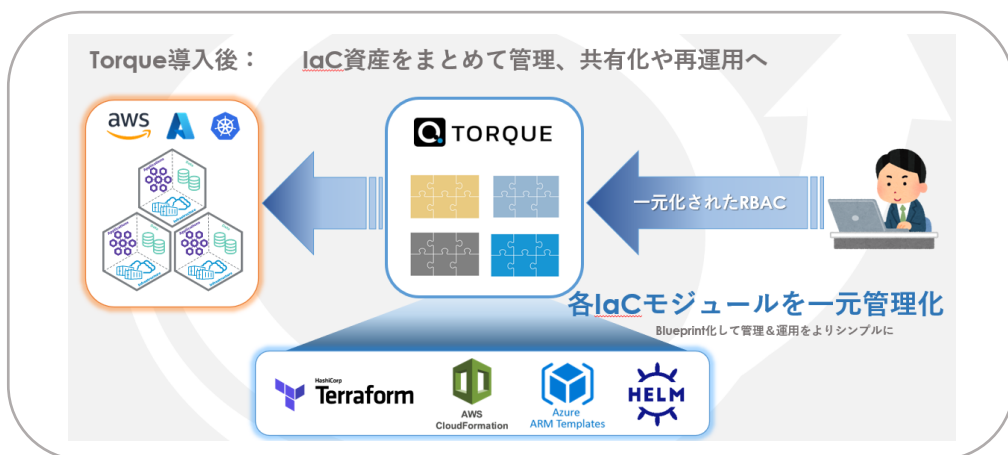 Torque導入後： IaC資産をまとめて管理、共有化や再運用へ
aws
TORQUE
一元化されたRBAC
各IaCモジュールを一元管理化
Blueprint化して管理＆運用をよりシンプルに
HashiCorp
Terraform
AWS
CloudFormation
Azure
ARM Templates
HELM